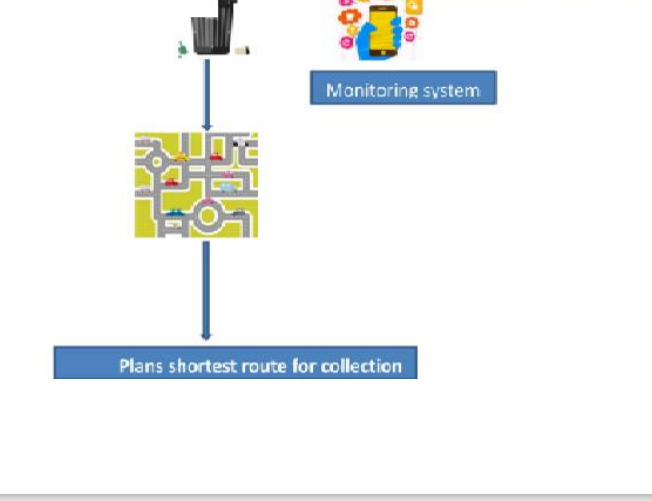 Monitoring system
Plans shortest route for collection